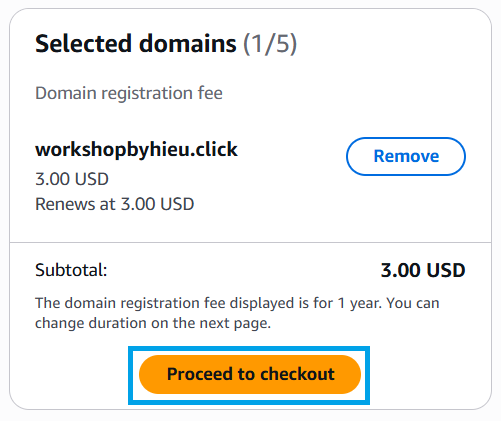 Selected domains (1/5)
Domain registration fee
workshopbyhieu.click
Remove
3.00 USD
Renews at 3.00 USD
Subtotal:
3.00 USD
The domain registration fee displayed is for 1 year. You can
change duration on the next page.
Proceed to checkout